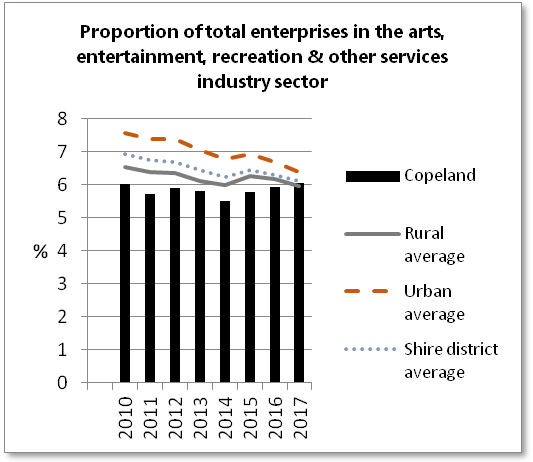 Proportion of total enterprises in the arts,
entertainment, recreation & other services
industry sector
8
7
6
5
4
3
2
1
0
%
2010
2011
2012
2013
2014
2015
2016
2017
Copeland
Rural
average
Urban
average
Shire district
average